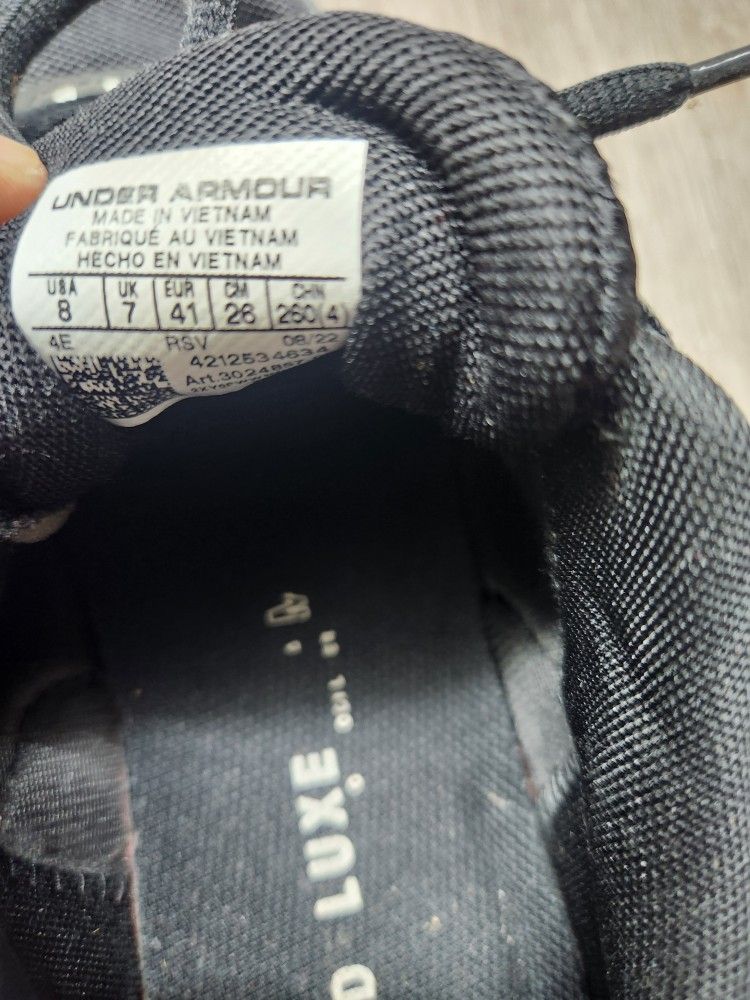 UNDER ARMOUR
MADE IN VIETNAM
FABRIQUÉ AU VIETNAM
HECHO EN VIETNAM
USA UK EUR CM CHN
8 7 41 26 260(4)
4E RSV 08/22
4212534634
LUXE